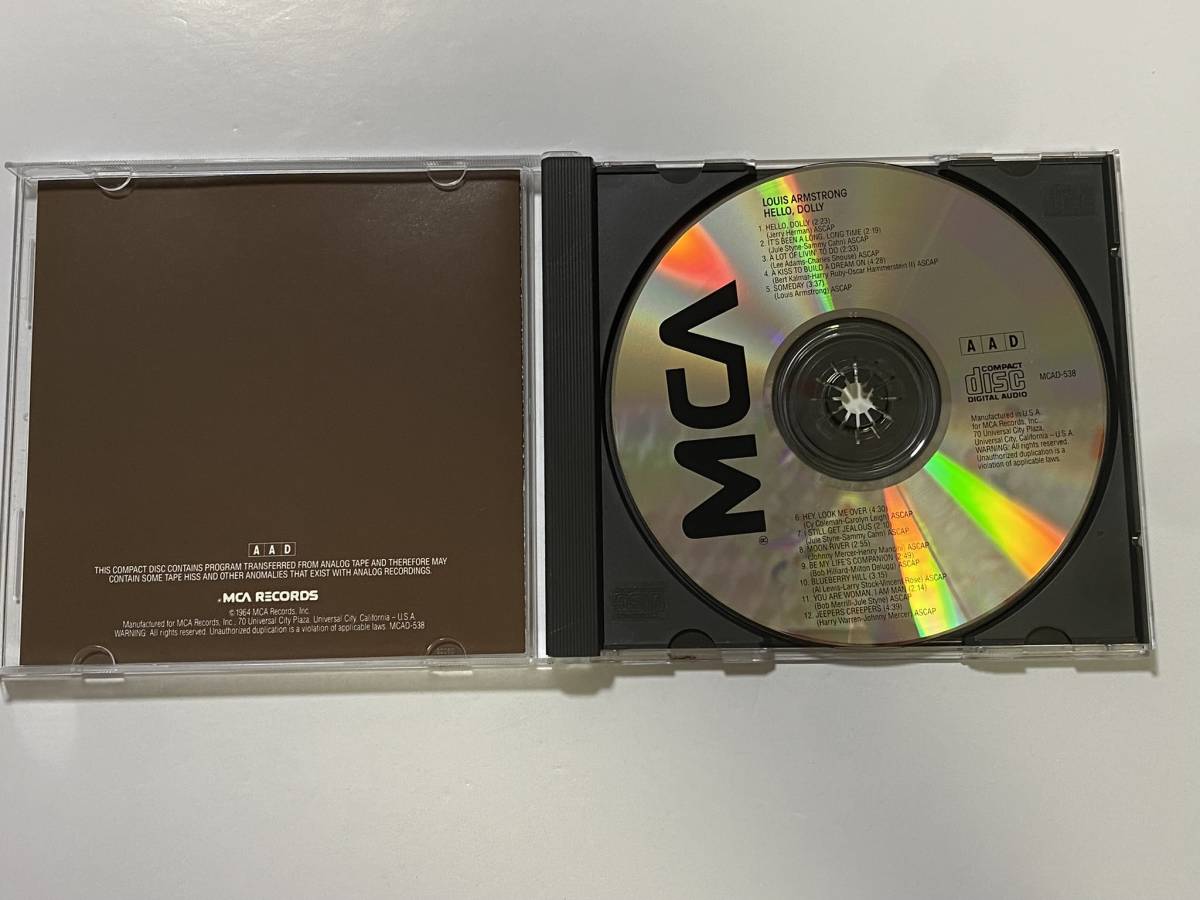 A A D
THIS COMPACT DISC CONTAINS PROGRAM TRANSFERRED FROM ANALOG TAPE AND THEREFORE MAY
CONTAIN SOME TAPE HISS AND OTHER ANOMALIES THAT EXIST WITH ANALOG RECORDINGS.
MCA RECORDS
©1964 MCA Records, Inc.
Manufactured for MCA Records, Inc., 70 Universal City Plaza, Universal City, California – U.S.A.
WARNING: All rights reserved. Unauthorized duplication is a violation of applicable laws. MCAD-538
LOUIS ARMSTRONG
HELLO, DOLLY
1. HELLO, DOLLY (2:23)
(Jerry Herman) ASCAP
2. IT'S BEEN A LONG, LONG TIME (2:19)
(Jule Styne-Sammy Cahn) ASCAP
3. A LOT OF LIVIN' TO DO (2:33)
(Lee Adams-Charles Shouse) ASCAP
4. A KISS TO BUILD A DREAM ON (4:28)
(Bert Kalmar-Harry Ruby-Oscar Hammerstein II) ASCAP
5. SOMEDAY (3:37)
(Louis Armstrong) ASCAP
MCA®
A A D
COMPACT
disc
DIGITAL AUDIO
MCAD-538
Manufactured in U.S.A.
for MCA Records, Inc.,
70 Universal City Plaza,
Universal City, California – U.S.A.
WARNING: All rights reserved.
Unauthorized duplication is a
violation of applicable laws.
6. HEY, LOOK ME OVER (4:30)
(Cy Coleman-Carolyn Leigh) ASCAP
7. I STILL GET JEALOUS (2:10)
(Jule Styne-Sammy Cahn) ASCAP
8. MOON RIVER (2:55)
(Johnny Mercer-Henry Mancini) ASCAP
9. BE MY LIFE'S COMPANION (2:49)
(Bob Hilliard-Milton Delugg) ASCAP
10. BLUEBERRY HILL (3:15)
(Al Lewis-Larry Stock-Vincent Rose) ASCAP
11. YOU ARE WOMAN, I AM MAN (2:14)
(Bob Merrill-Jule Styne) ASCAP
12. JEEPERS CREEPERS (4:39)
(Harry Warren-Johnny Mercer) ASCAP